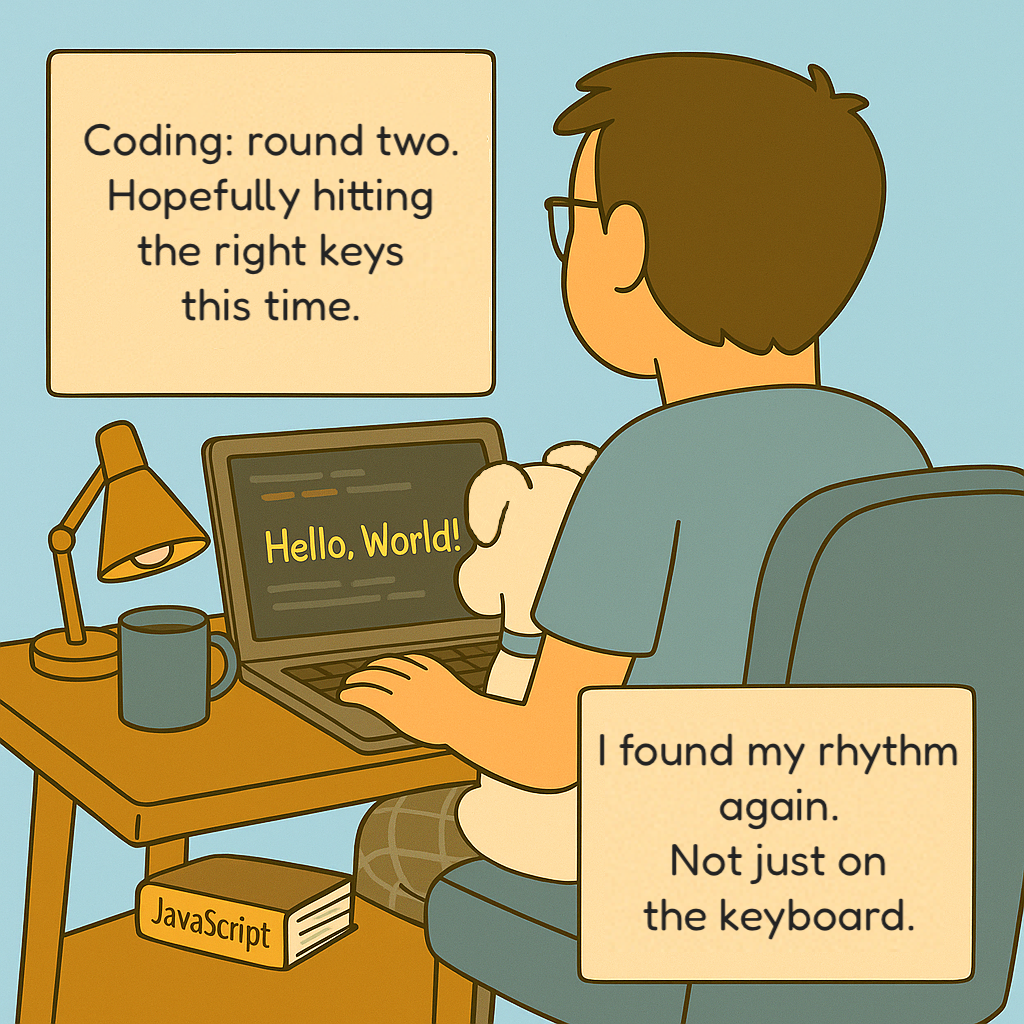 Coding: round two.
Hopefully hitting
the right keys
this time.
Hello, World!
I found my rhythm
again.
Not just on
the keyboard.
JavaScript